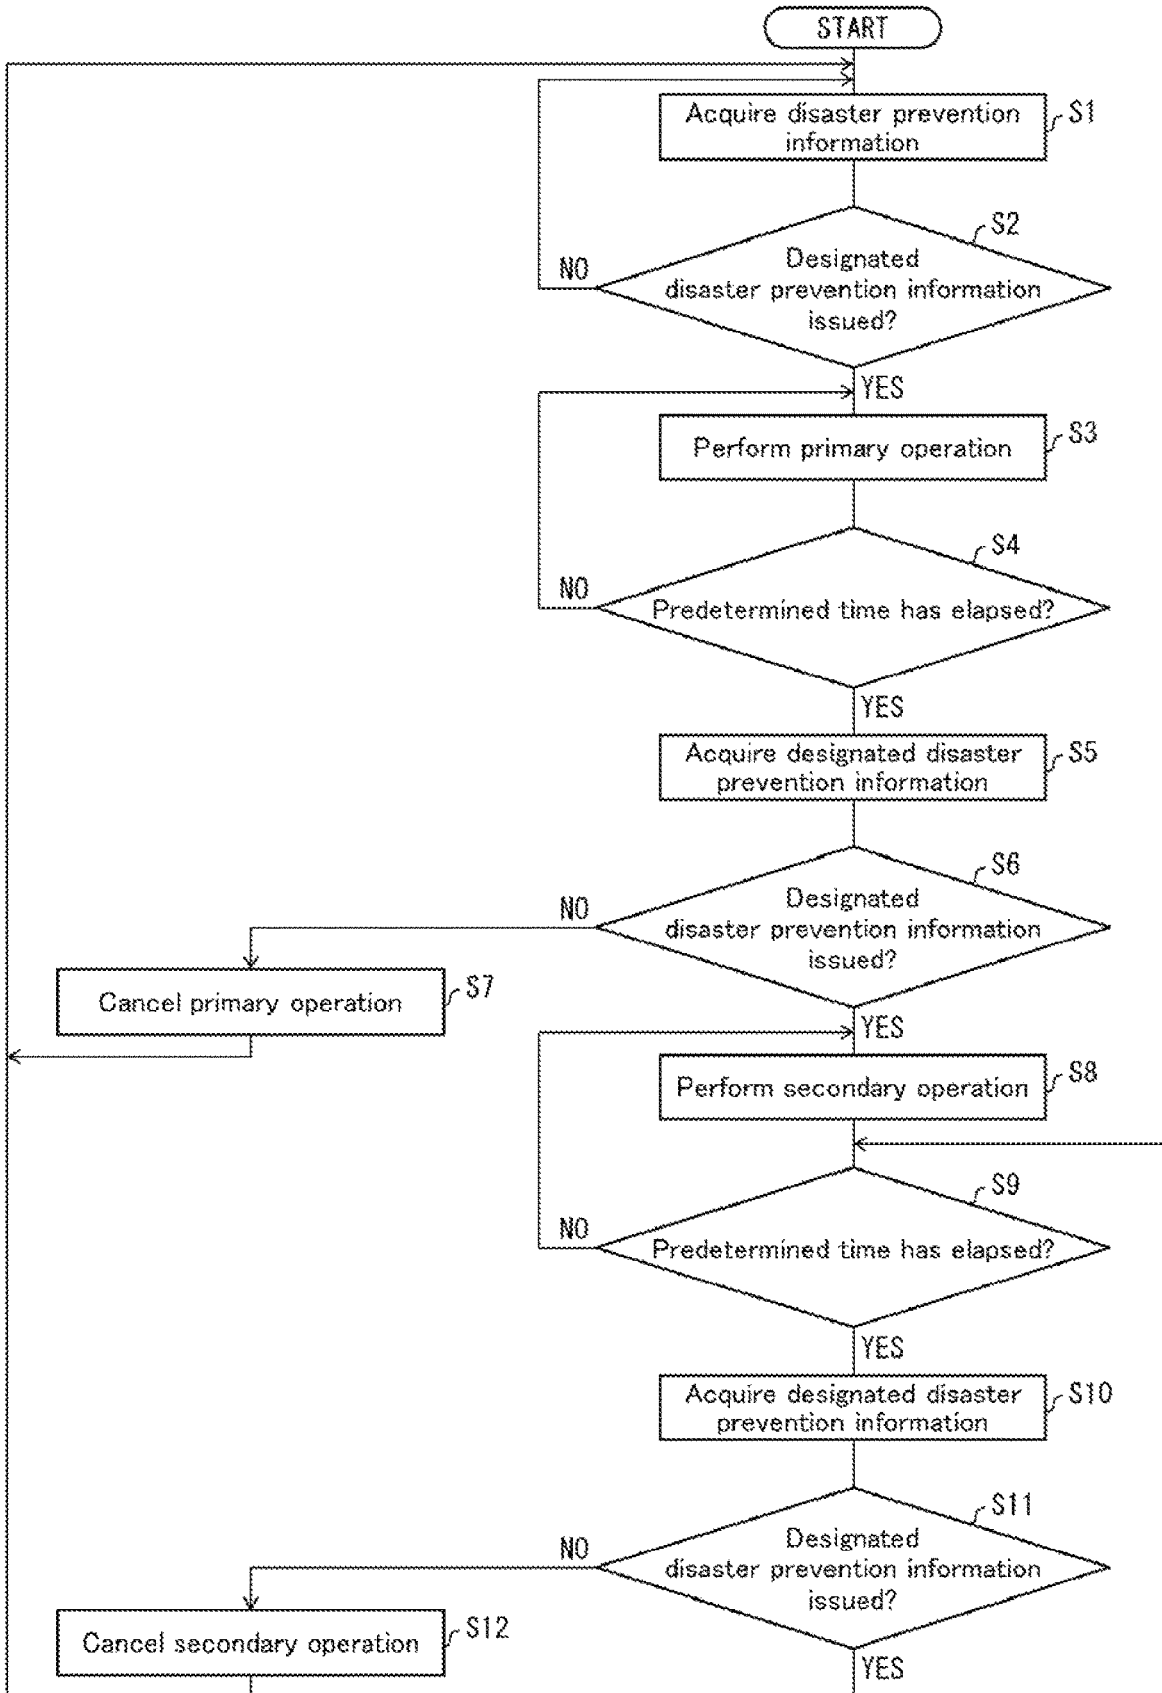 START
Acquire disaster prevention
information
S1
S2
Designated
disaster prevention information
issued?
NO
YES
Perform primary operation
S3
S4
Predetermined time has elapsed?
NO
YES
Acquire designated disaster
prevention information
S5
S6
Designated
disaster prevention information
issued?
NO
Cancel primary operation
S7
YES
Perform secondary operation
S8
S9
Predetermined time has elapsed?
NO
YES
Acquire designated disaster
prevention information
S10
S11
Designated
disaster prevention information
issued?
NO
Cancel secondary operation
S12
YES